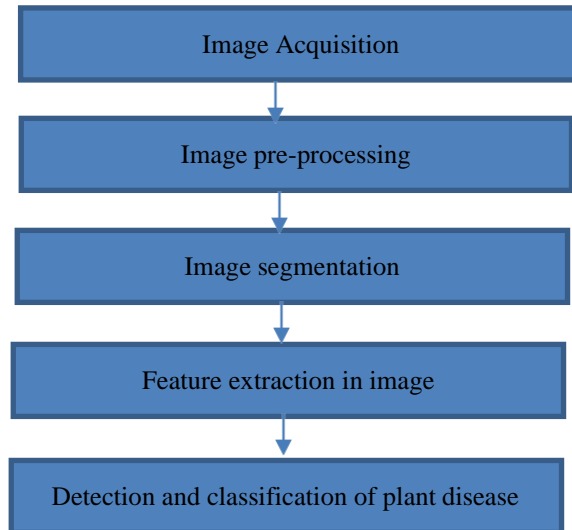 Image Acquisition
Image pre-processing
Image segmentation
Feature extraction in image
Detection and classification of plant disease